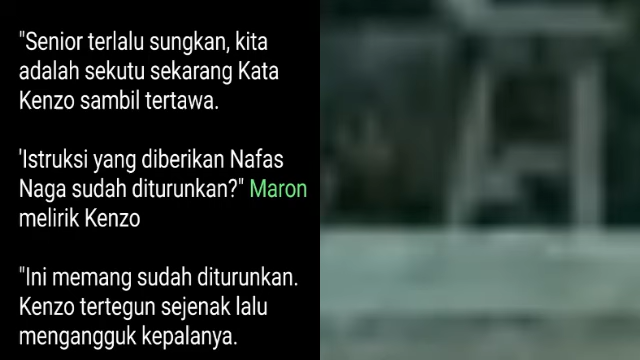 "Senior terlalu sungkan, kita
adalah sekutu sekarang Kata
Kenzo sambil tertawa.
'Istruksi yang diberikan Nafas
Naga sudah diturunkan?" Maron
melirik Kenzo
"Ini memang sudah diturunkan.
Kenzo tertegun sejenak lalu
mengangguk kepalanya.